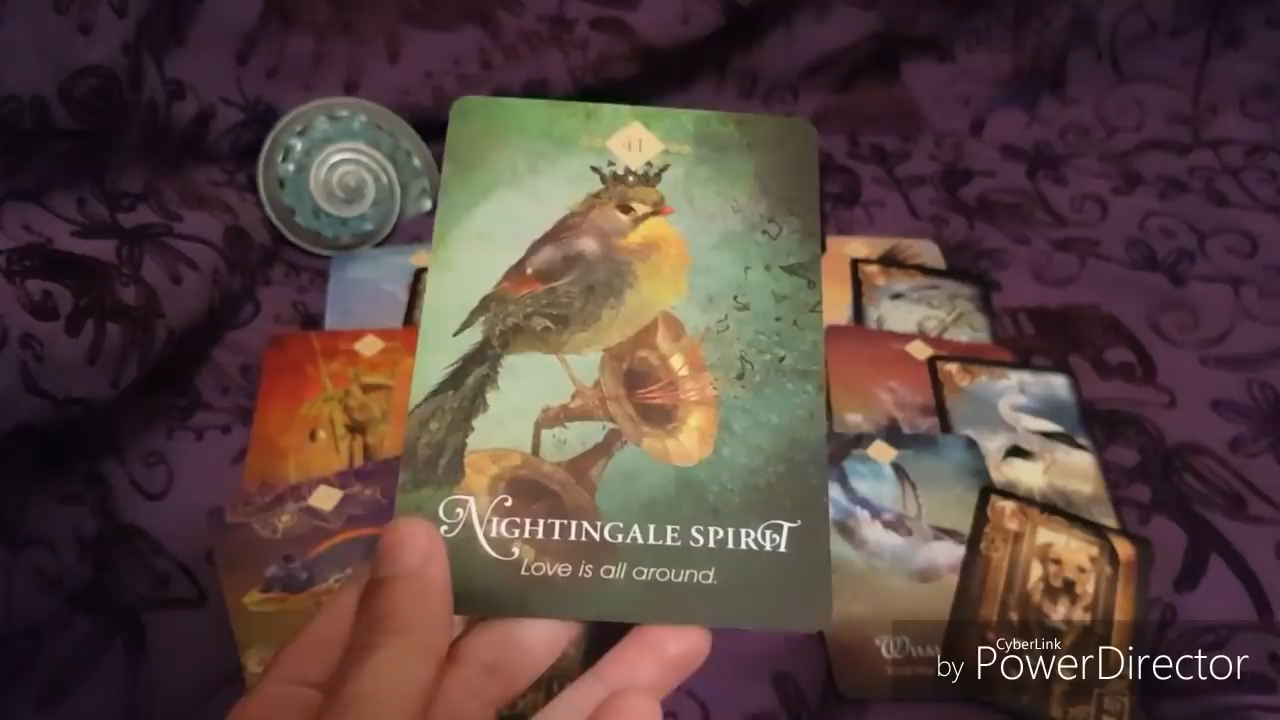 41
NIGHTINGALE SPIRIT
Love is all around.
CyberLink
by PowerDirector